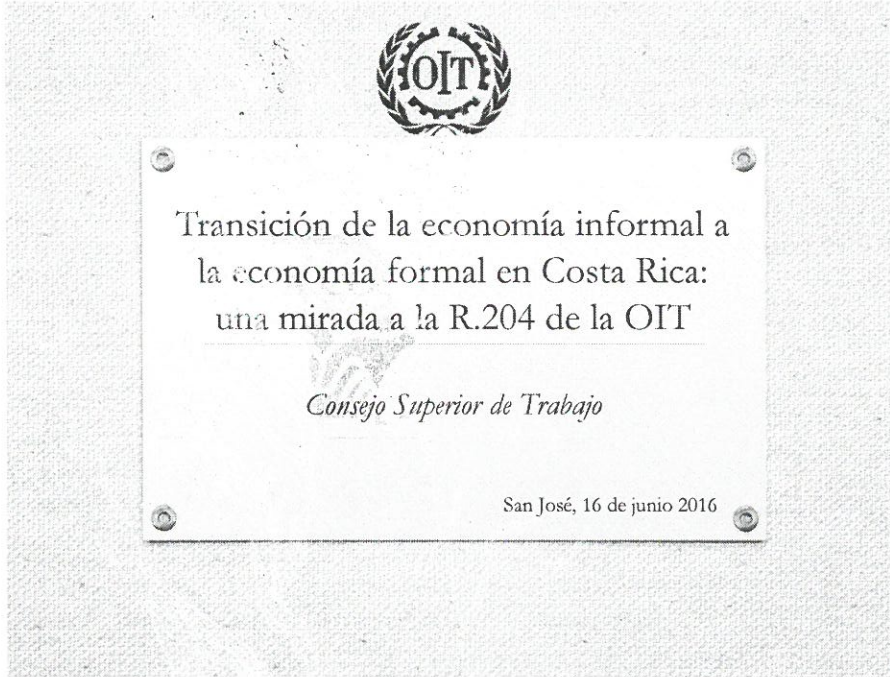 OIT
Transición de la economía informal a
la economía formal en Costa Rica:
una mirada a la R.204 de la OIT
Consejo Superior de Trabajo
San José, 16 de junio 2016